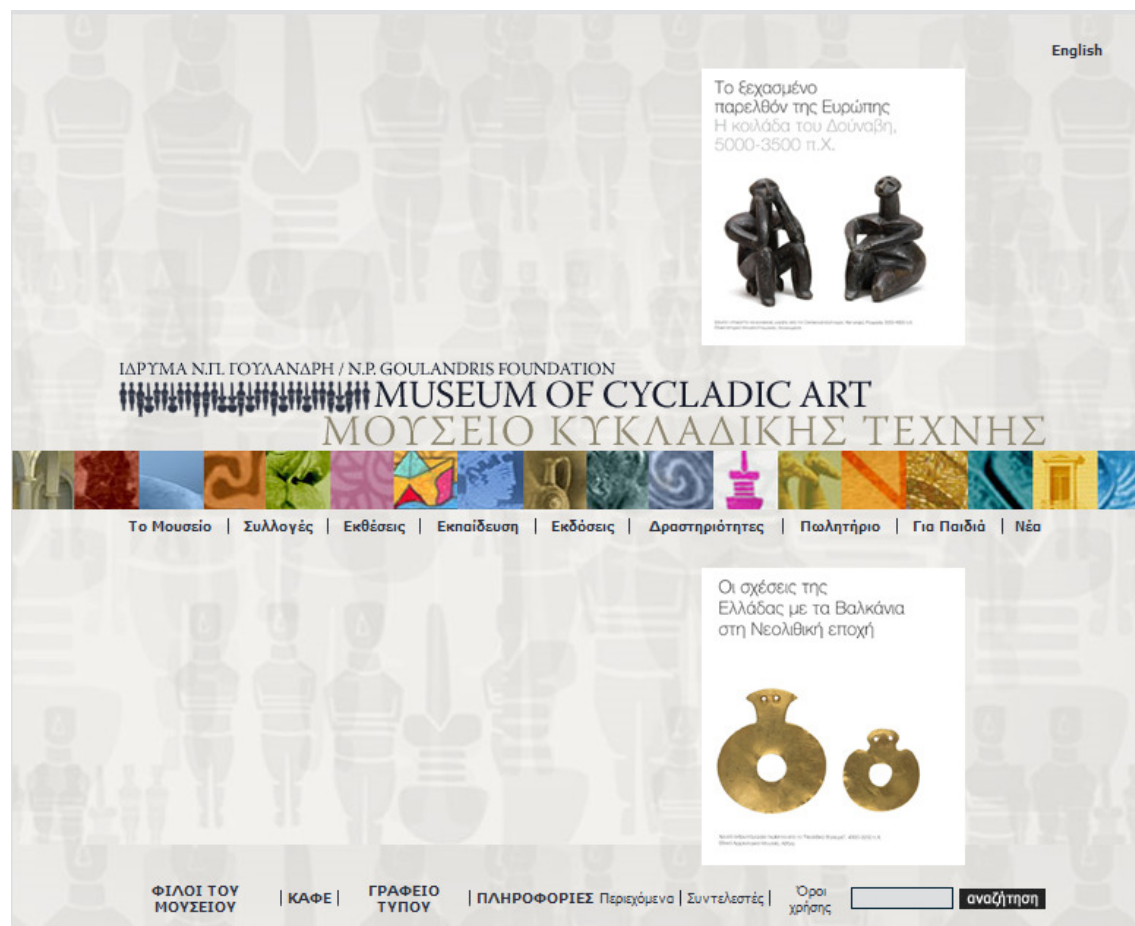 English
Το ξεχασμένο
παρελθόν της Ευρώπης
Η κοιλάδα του Δούναβη,
5000-3500 π.Χ.
ΙΔΡΥΜΑ Ν.Π. ΓΟΥΛΑΝΔΡΗ / N.P. GOULANDRIS FOUNDATION
MUSEUM OF CYCLADIC ART
ΜΟΥΣΕΙΟ ΚΥΚΛΑΔΙΚΗΣ ΤΕΧΝΗΣ
Το Μουσείο | Συλλογές | Εκθέσεις | Εκπαίδευση | Εκδόσεις | Δραστηριότητες | Πωλητήριο | Για Παιδιά | Νέα
Οι σχέσεις της
Ελλάδας με τα Βαλκάνια
στη Νεολιθική εποχή
ΦΙΛΟΙ ΤΟΥ ΜΟΥΣΕΙΟΥ | ΚΑΦΕ | ΓΡΑΦΕΙΟ ΤΥΠΟΥ | ΠΛΗΡΟΦΟΡΙΕΣ Περιεχόμενα | Συντελεστές | Όροι χρήσης αναζήτηση